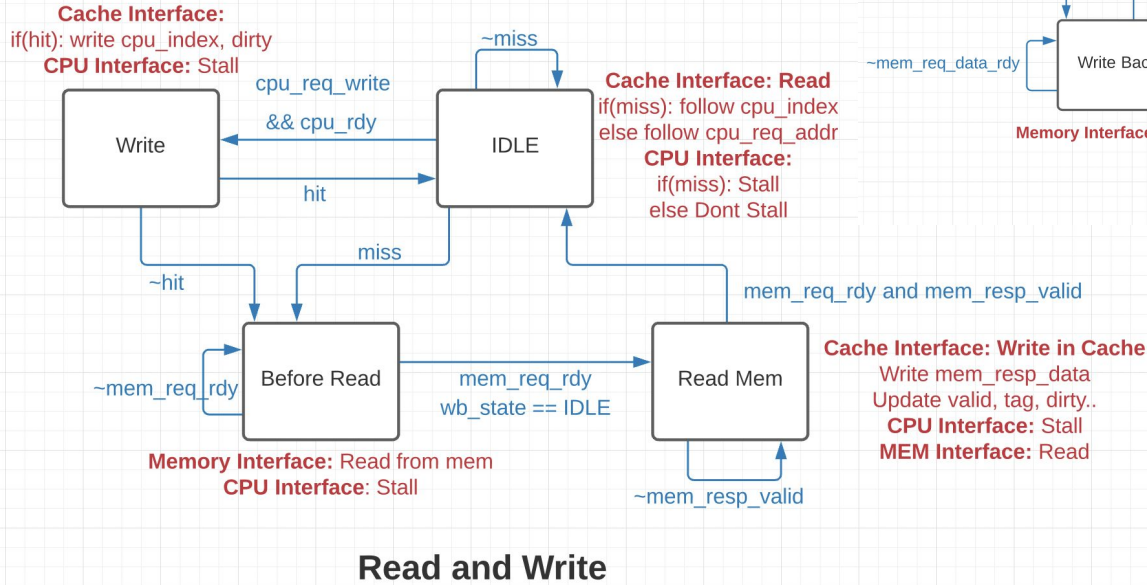 Cache Interface:
if(hit): write cpu_index, dirty
CPU Interface: Stall
cpu_req_write
&& cpu_rdy
Write
hit
~miss
IDLE
Cache Interface: Read
if(miss): follow cpu_index
else follow cpu_req_addr
CPU Interface:
if(miss): Stall
else Dont Stall
~mem_req_data_rdy
Write Bac
Memory Interface
~hit
miss
mem_req_rdy and mem_resp_valid
~mem_req_rdy
Before Read
mem_req_rdy
wb_state == IDLE
Read Mem
Cache Interface: Write in Cache
Write mem_resp_data
Update valid, tag, dirty..
CPU Interface: Stall
MEM Interface: Read
Memory Interface: Read from mem
CPU Interface: Stall
~mem_resp_valid
Read and Write